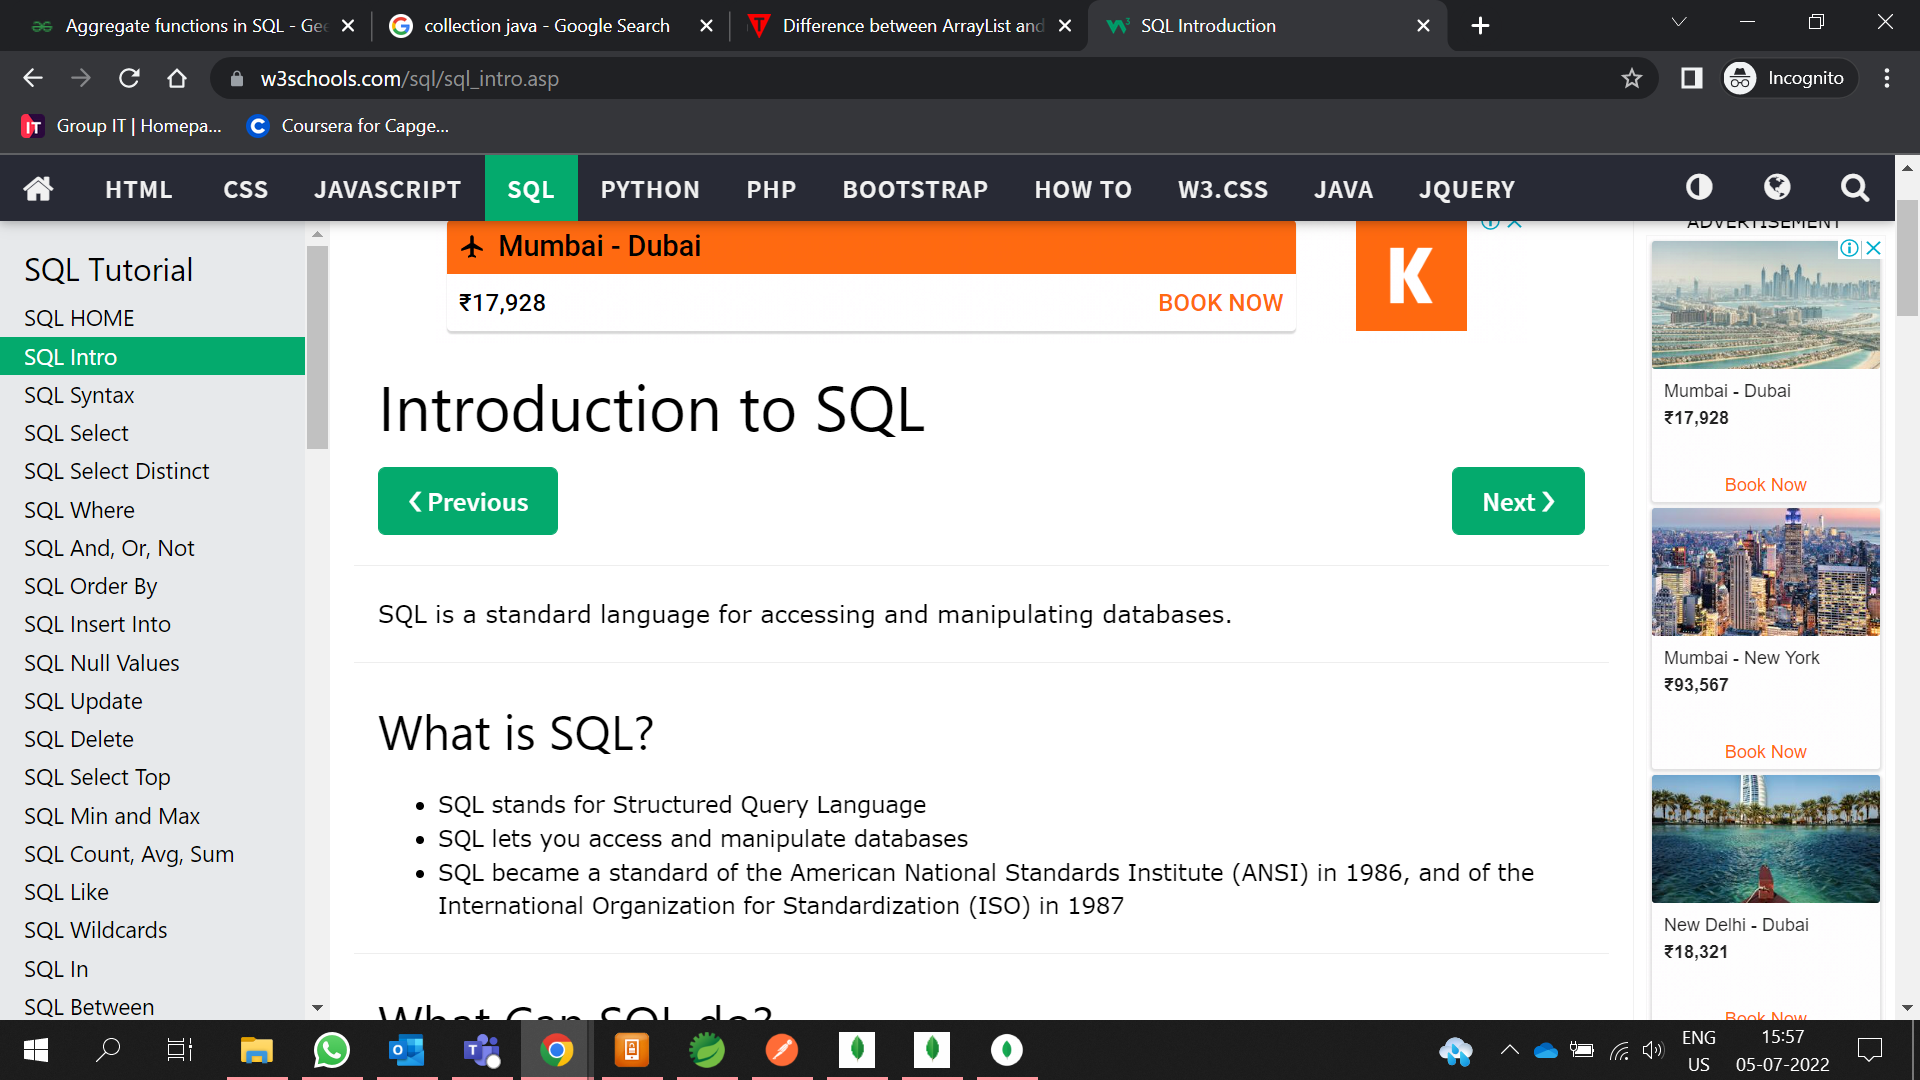 Aggregate functions in SQL - Gee
collection java - Google Search
Difference between ArrayList and
SQL Introduction
w3schools.com/sql/sql_intro.asp
Incognito
Group IT | Homepa...
Coursera for Capge...
HTML CSS JAVASCRIPT SQL PYTHON PHP BOOTSTRAP HOW TO W3.CSS JAVA JQUERY
SQL Tutorial
SQL HOME
SQL Intro
SQL Syntax
SQL Select
SQL Select Distinct
SQL Where
SQL And, Or, Not
SQL Order By
SQL Insert Into
SQL Null Values
SQL Update
SQL Delete
SQL Select Top
SQL Min and Max
SQL Count, Avg, Sum
SQL Like
SQL Wildcards
SQL In
SQL Between
Mumbai - Dubai
₹17,928
BOOK NOW
K
Introduction to SQL
❮ Previous
Next ❯
SQL is a standard language for accessing and manipulating databases.
What is SQL?
• SQL stands for Structured Query Language
• SQL lets you access and manipulate databases
• SQL became a standard of the American National Standards Institute (ANSI) in 1986, and of the
International Organization for Standardization (ISO) in 1987
What Can SQL do?
ADVERTISEMENT
Mumbai - Dubai
₹17,928
Book Now
Mumbai - New York
₹93,567
Book Now
New Delhi - Dubai
₹18,321
Book Now
ENG
US
15:57
05-07-2022